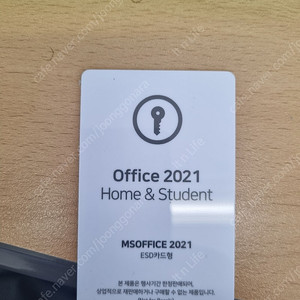 Office 2021
Home & Student
MSOFFICE 2021
ESD카드형
본 제품은 행사기간 한정판매되며,
상업적으로 재판매하거나 구매할 수 없는 제품입니다.